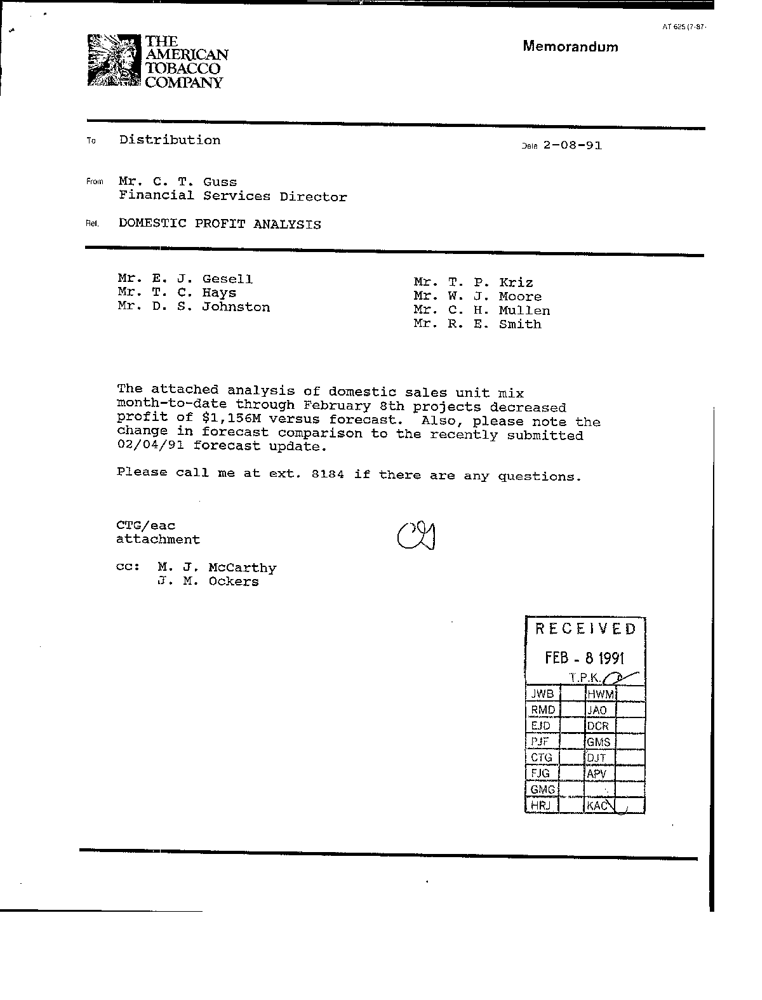 AT 625 (7-87-
THE
AMERICAN
TOBACCO
COMPANY
Memorandum
To Distribution
Date 2-08-91
From Mr. C. T. Guss
Financial Services Director
Ref. DOMESTIC PROFIT ANALYSIS
Mr. E. J. Gesell
Mr. T. C. Hays
Mr. D. S. Johnston
Mr. T. P. Kriz
Mr. W. J. Moore
Mr. C. H. Mullen
Mr. R. E. Smith
The attached analysis of domestic sales unit mix
month-to-date through February 8th projects decreased
profit of $1,156M versus forecast. Also, please note the
change in forecast comparison to the recently submitted
02/04/91 forecast update.
Please call me at ext. 8184 if there are any questions.
CTG/eac
attachment
cc: M. J. McCarthy
J. M. Ockers
RECEIVED
FEB - 8 1991
T.P.K.
JWB HWM
RMD JAO
EJD DCR
PJF GMS
CTG DJT
FJG APV
GMG
HRJ KAC